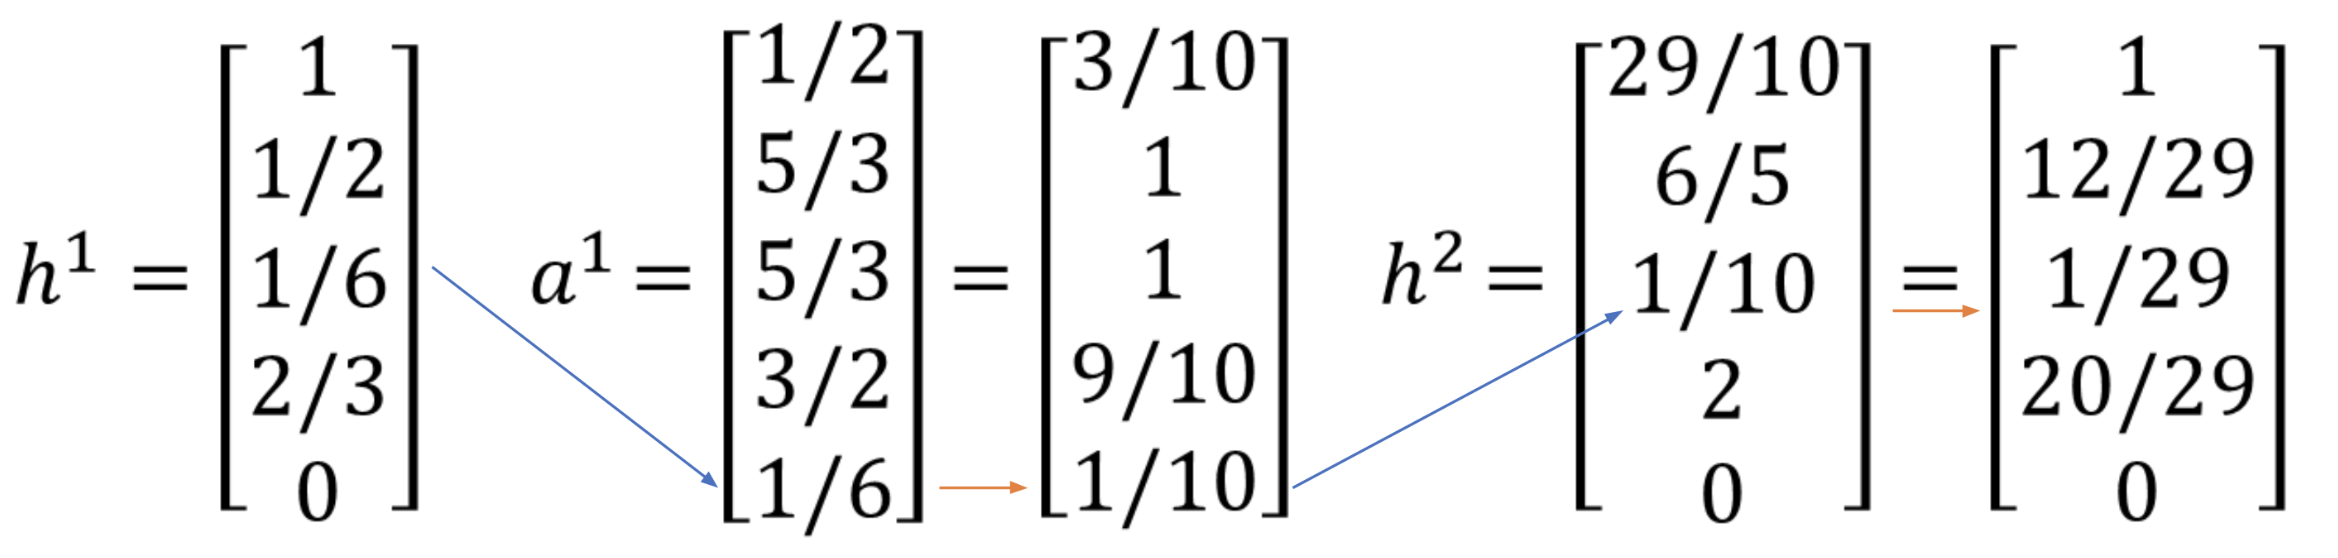 h¹ = [1 1/2 1/6 2/3 0] a¹ = [1/2 5/3 5/3 3/2 1/6] = [3/10 1 1 9/10 1/10] h² = [29/10 6/5 1/10 2 0] = [1 12/29 1/29 20/29 0]